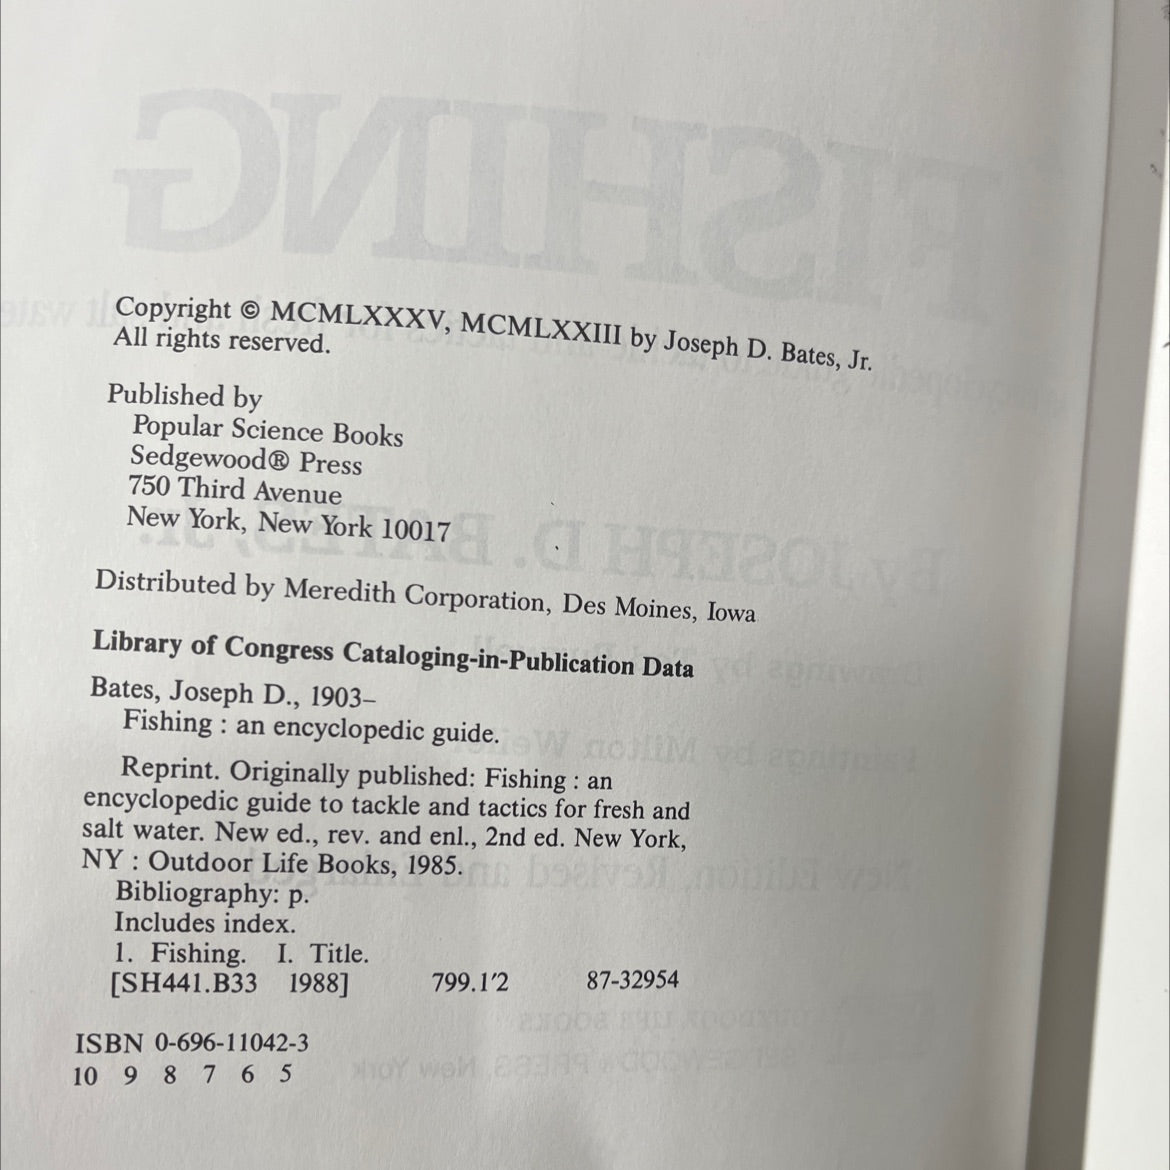 Copyright © MCMLXXXV, MCMLXXIII by Joseph D. Bates, Jr.
All rights reserved.
Published by
Popular Science Books
Sedgewood® Press
750 Third Avenue
New York, New York 10017
Distributed by Meredith Corporation, Des Moines, Iowa
Library of Congress Cataloging-in-Publication Data
Bates, Joseph D., 1903–
Fishing : an encyclopedic guide.
Reprint. Originally published: Fishing : an
encyclopedic guide to tackle and tactics for fresh and
salt water. New ed., rev. and enl., 2nd ed. New York,
NY : Outdoor Life Books, 1985.
Bibliography: p.
Includes index.
1. Fishing. I. Title.
[SH441.B33 1988] 799.1′2 87-32954
ISBN 0-696-11042-3
10 9 8 7 6 5